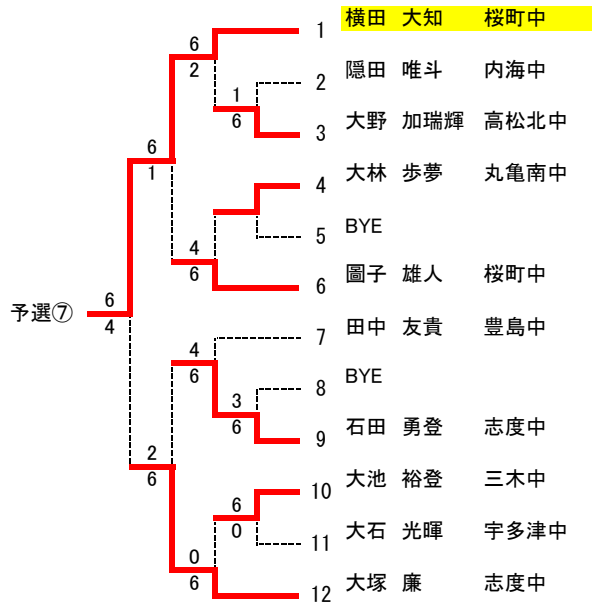 1 横田 大知 桜町中
6
2
2 隠田 唯斗 内海中
1
6
3 大野 加瑞輝 高松北中
6
1
4 大林 歩夢 丸亀南中
5 BYE
4
6
6 圖子 雄人 桜町中
予選⑦
6
4
7 田中 友貴 豊島中
4
6
8 BYE
3
6
9 石田 勇登 志度中
2
6
10 大池 裕登 三木中
6
0
11 大石 光暉 宇多津中
0
6
12 大塚 廉 志度中